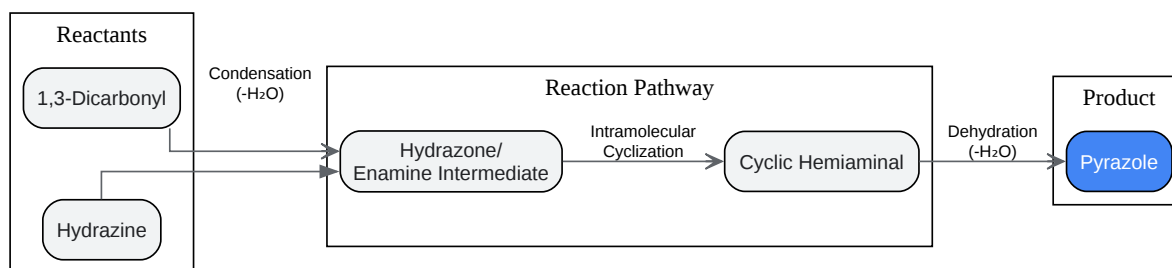 Reactants
1,3-Dicarbonyl
Hydrazine
Condensation
(-H₂O)
Reaction Pathway
Hydrazone/
Enamine Intermediate
Intramolecular
Cyclization
Cyclic Hemiaminal
Dehydration
(-H₂O)
Product
Pyrazole